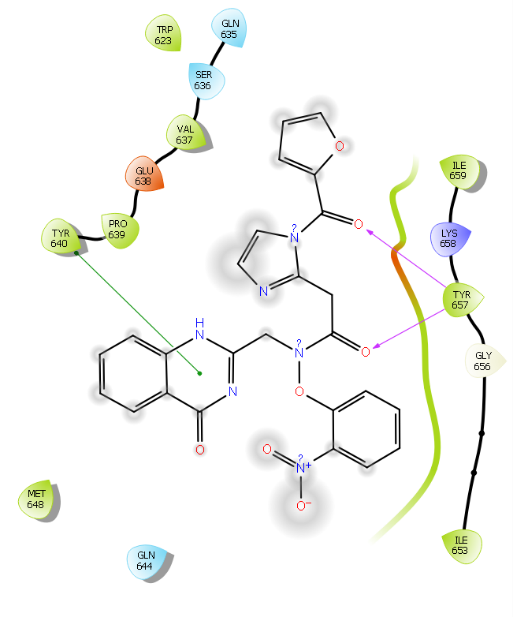 GLN
635
TRP
623
SER
636
VAL
637
GLU
638
O
ILE
659
PRO
639
TYR
640
?
N
O
LYS
658
N
TYR
657
H
N
?
N
O
GLY
656
N
O
O
O
?
N+
O−
MET
648
ILE
653
GLN
644